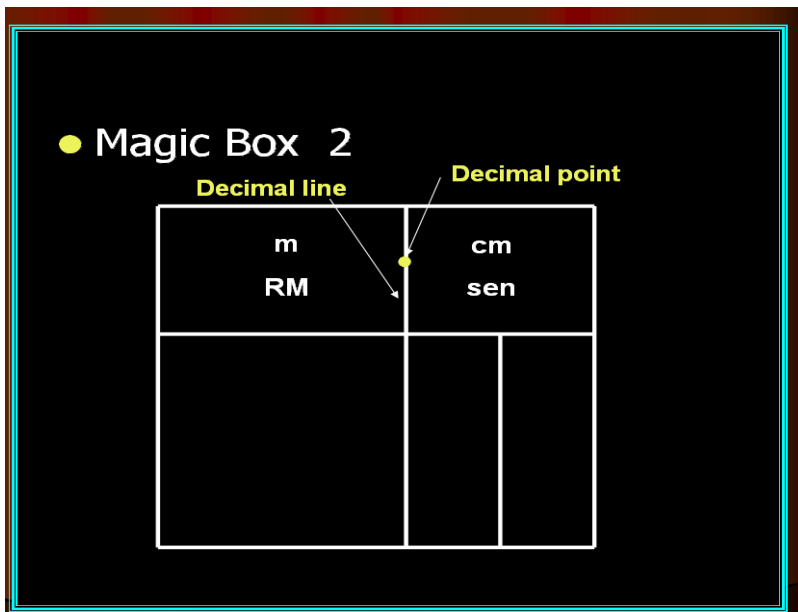 Magic Box 2
Decimal line
Decimal point
m
cm
RM
sen